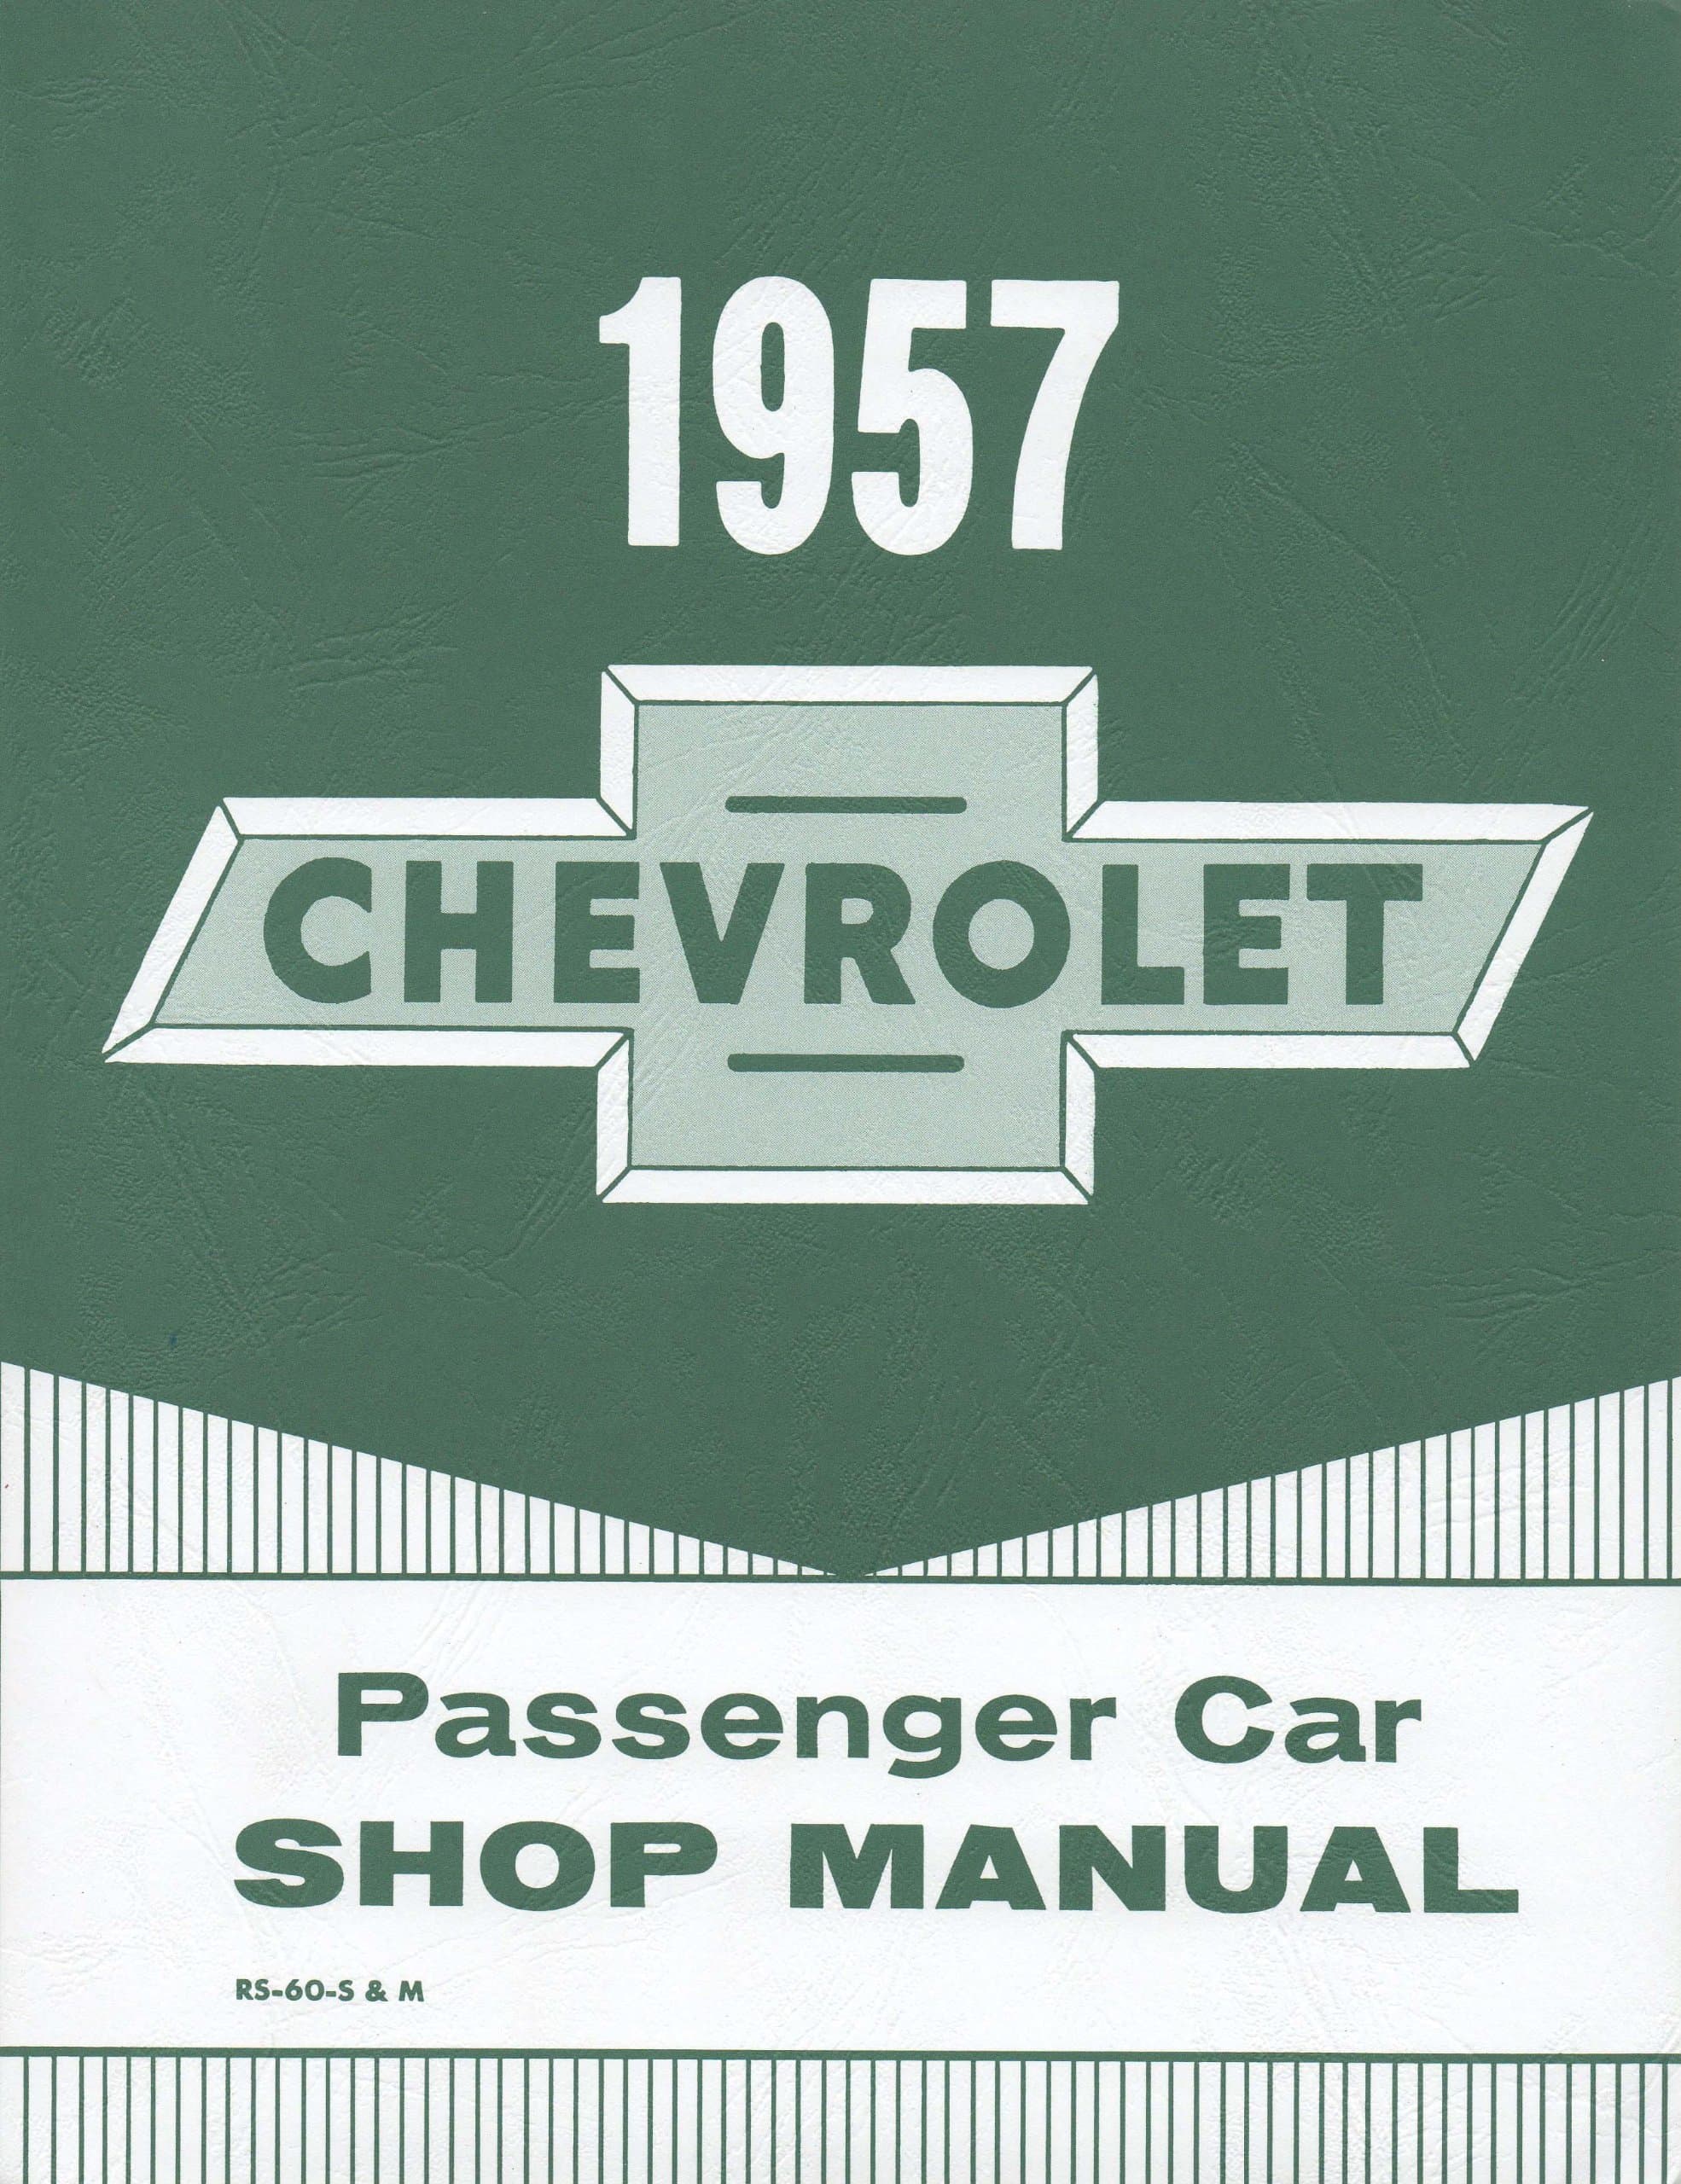 1957
CHEVROLET
Passenger Car
SHOP MANUAL
RS-60-S & M